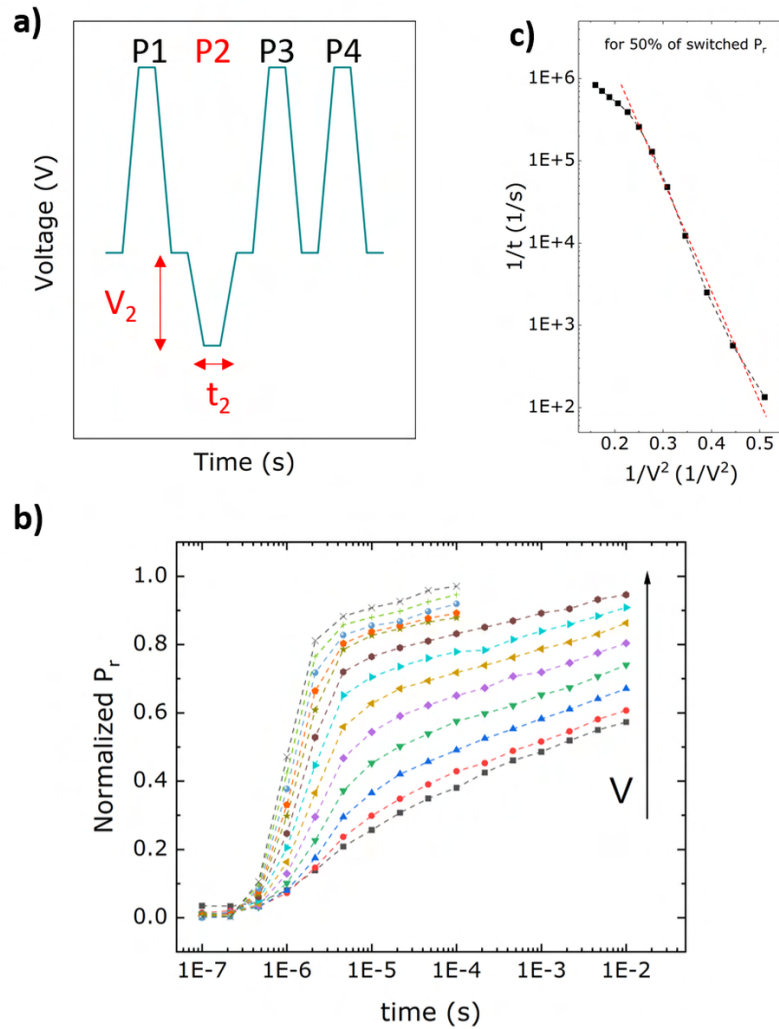 a)
P1 P2 P3 P4
Voltage (V)
V2
t2
Time (s)
c)
for 50% of switched Pr
1E+6
1E+5
1E+4
1E+3
1E+2
1/t (1/s)
0.2 0.3 0.4 0.5
1/V² (1/V²)
b)
1.0
0.8
0.6
0.4
0.2
0.0
Normalized Pr
V
1E-7 1E-6 1E-5 1E-4 1E-3 1E-2
time (s)